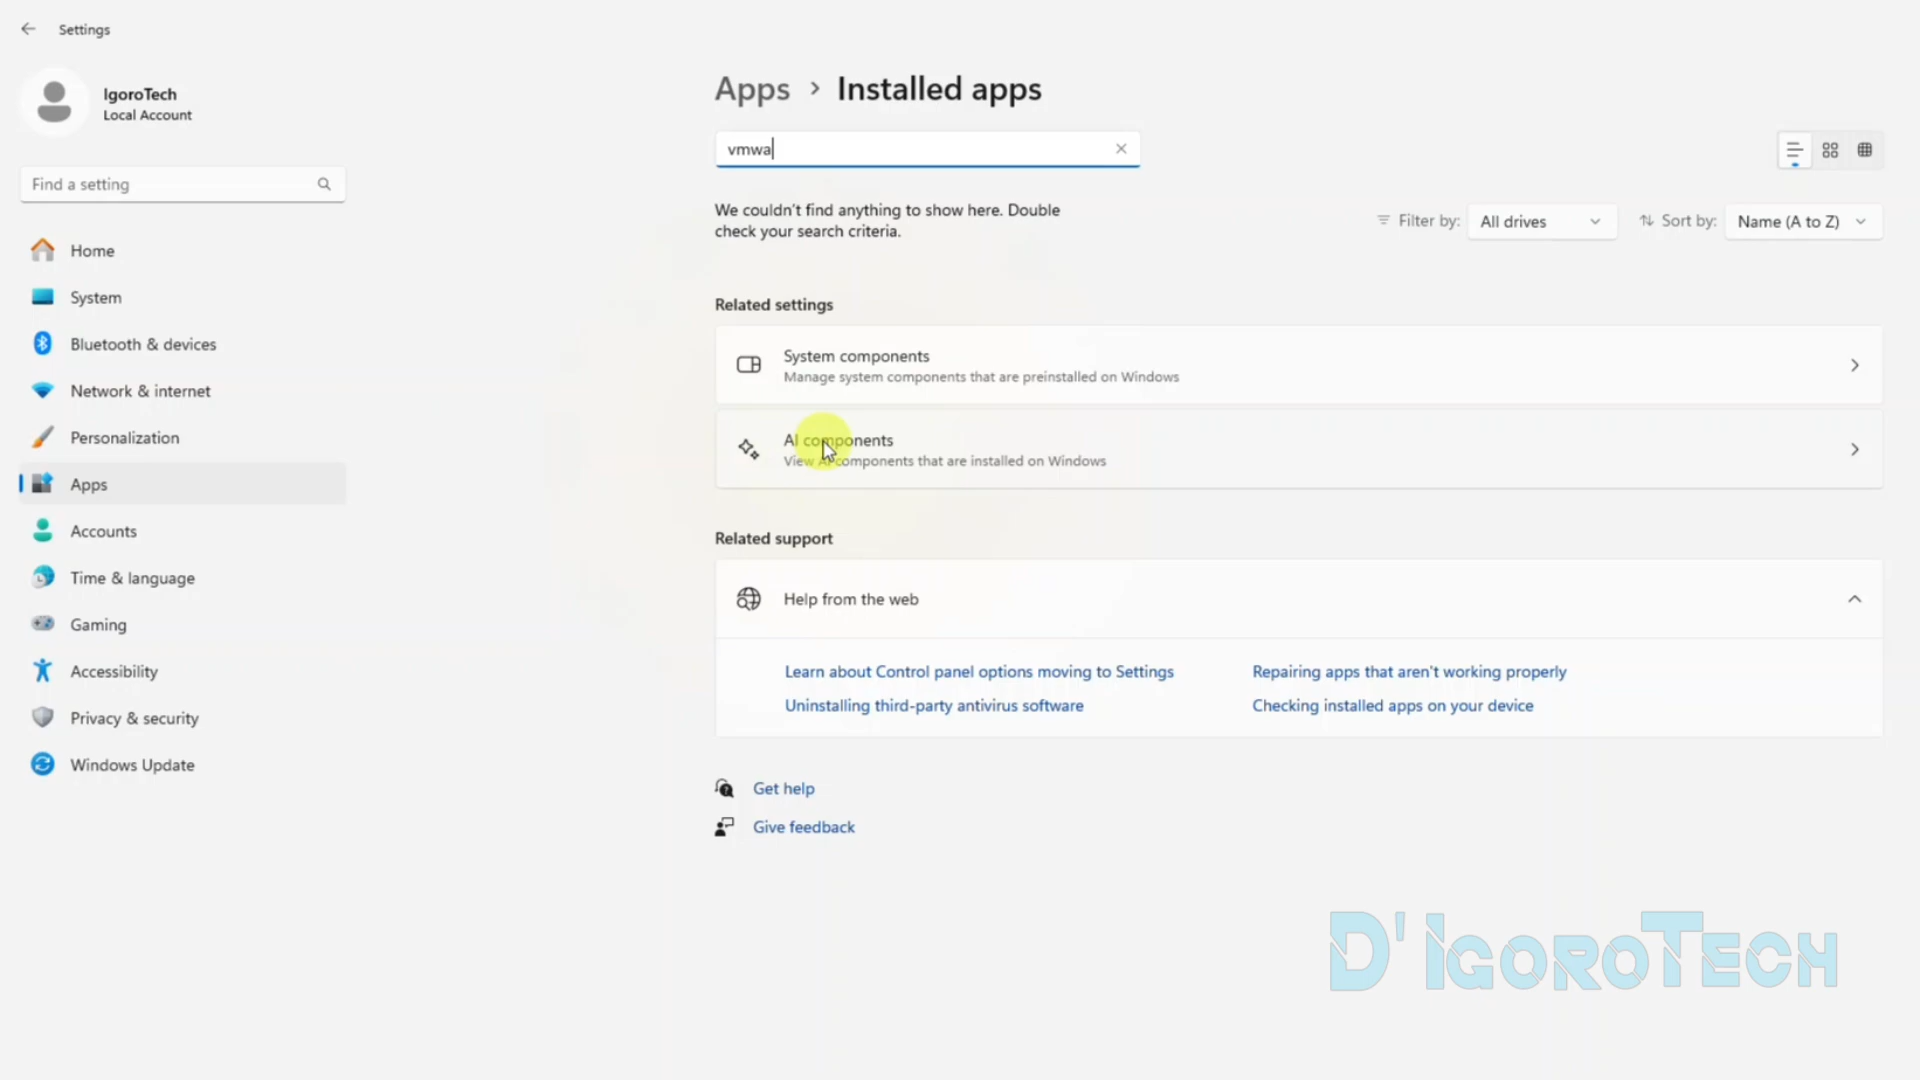 Settings
IgoroTech
Local Account
Find a setting
Home
System
Bluetooth & devices
Network & internet
Personalization
Apps
Accounts
Time & language
Gaming
Accessibility
Privacy & security
Windows Update
Apps > Installed apps
vmwa
We couldn't find anything to show here. Double
check your search criteria.
Filter by: All drives
Sort by: Name (A to Z)
Related settings
System components
Manage system components that are preinstalled on Windows
AI components
View AI components that are installed on Windows
Related support
Help from the web
Learn about Control panel options moving to Settings
Repairing apps that aren't working properly
Uninstalling third-party antivirus software
Checking installed apps on your device
Get help
Give feedback
D'IGOROTECH